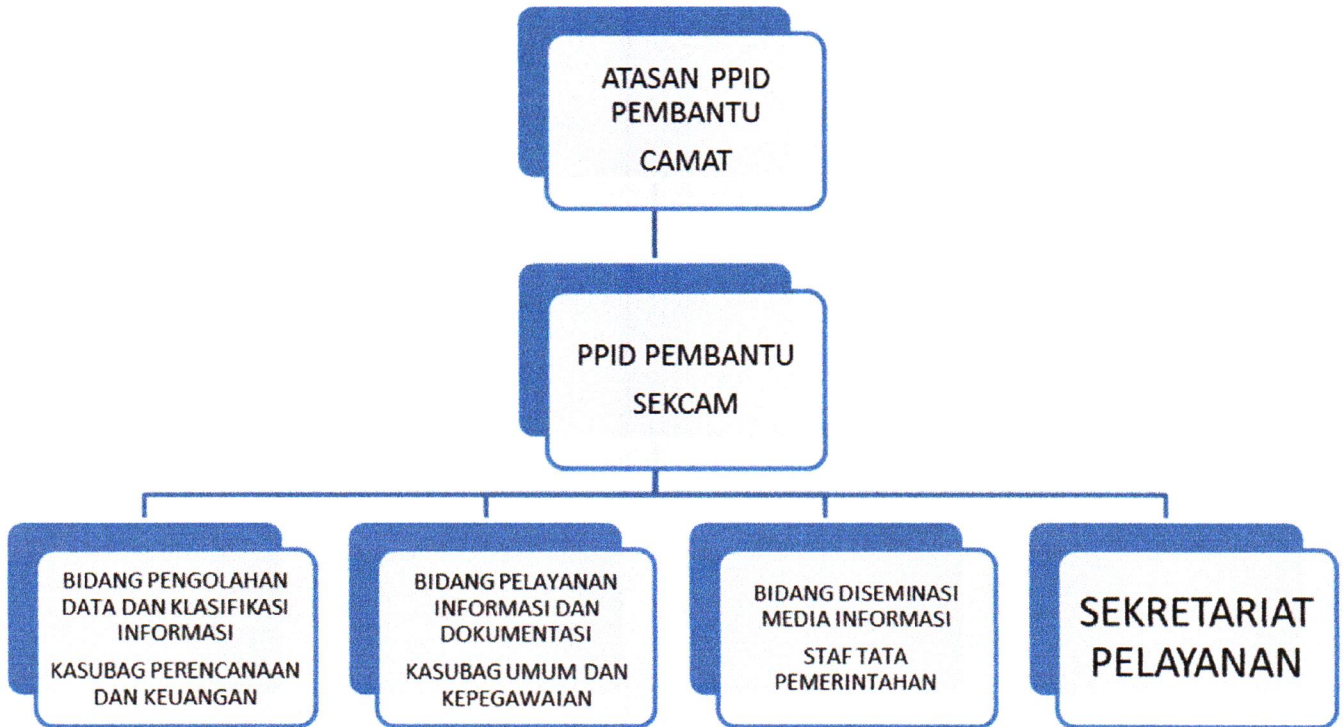 ATASAN PPID
PEMBANTU
CAMAT
PPID PEMBANTU
SEKCAM
BIDANG PENGOLAHAN
DATA DAN KLASIFIKASI
INFORMASI
KASUBAG PERENCANAAN
DAN KEUANGAN
BIDANG PELAYANAN
INFORMASI DAN
DOKUMENTASI
KASUBAG UMUM DAN
KEPEGAWAIAN
BIDANG DISEMINASI
MEDIA INFORMASI
STAF TATA
PEMERINTAHAN
SEKRETARIAT
PELAYANAN